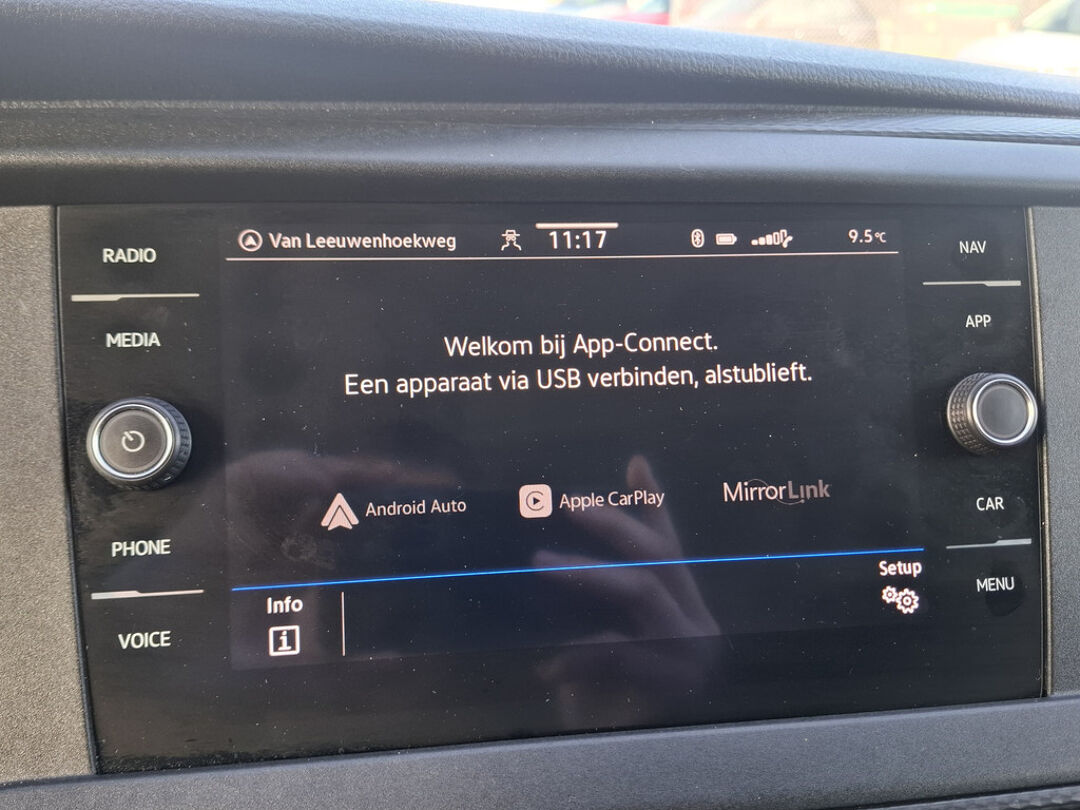 RADIO
MEDIA
PHONE
VOICE
Van Leeuwenhoekweg
11:17
9.5°C
Welkom bij App-Connect.
Een apparaat via USB verbinden, alstublieft.
Android Auto
Apple CarPlay
MirrorLink
Info
Setup
NAV
APP
CAR
MENU